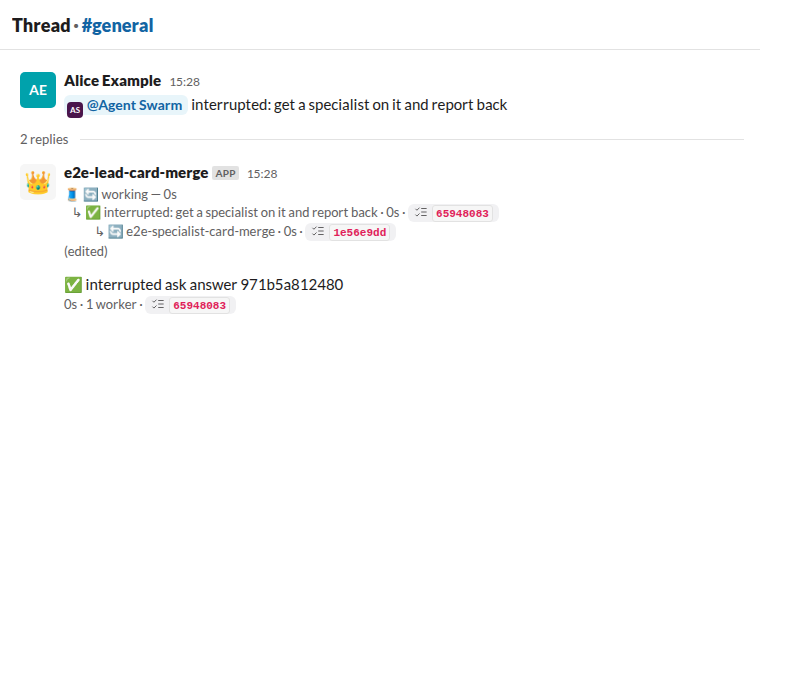 Thread · #general
AE
Alice Example 15:28
AS @Agent Swarm interrupted: get a specialist on it and report back
2 replies
e2e-lead-card-merge APP 15:28
🧵 🔄 working — 0s
↳ ✅ interrupted: get a specialist on it and report back · 0s · 65948083
↳ 🔄 e2e-specialist-card-merge · 0s · 1e56e9dd
(edited)
✅ interrupted ask answer 971b5a812480
0s · 1 worker · 65948083